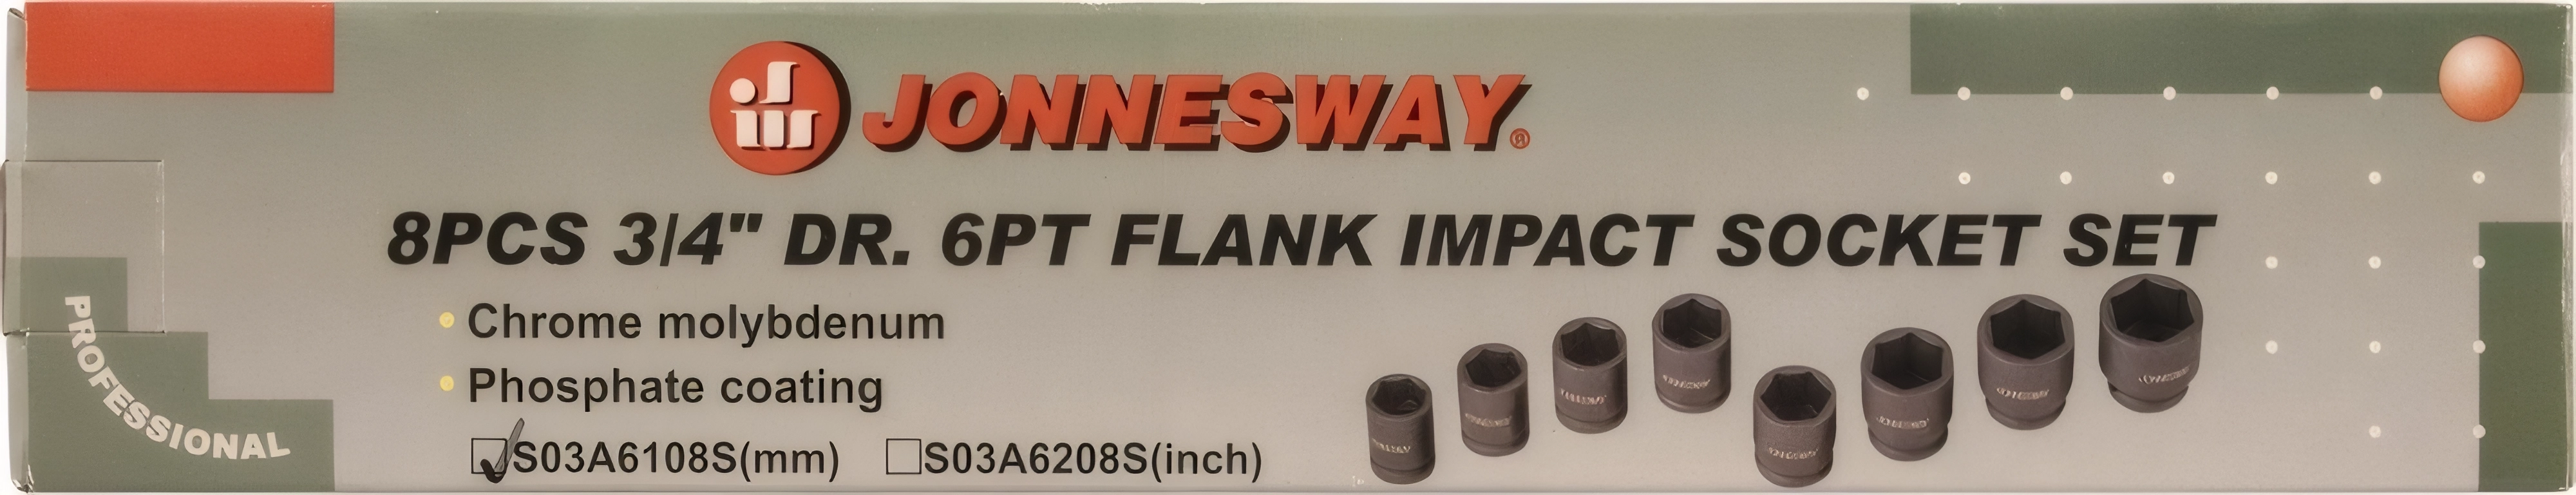 JONNESWAY®
8PCS 3/4" DR. 6PT FLANK IMPACT SOCKET SET
Chrome molybdenum
Phosphate coating
S03A6108S(mm) S03A6208S(inch)
PROFESSIONAL